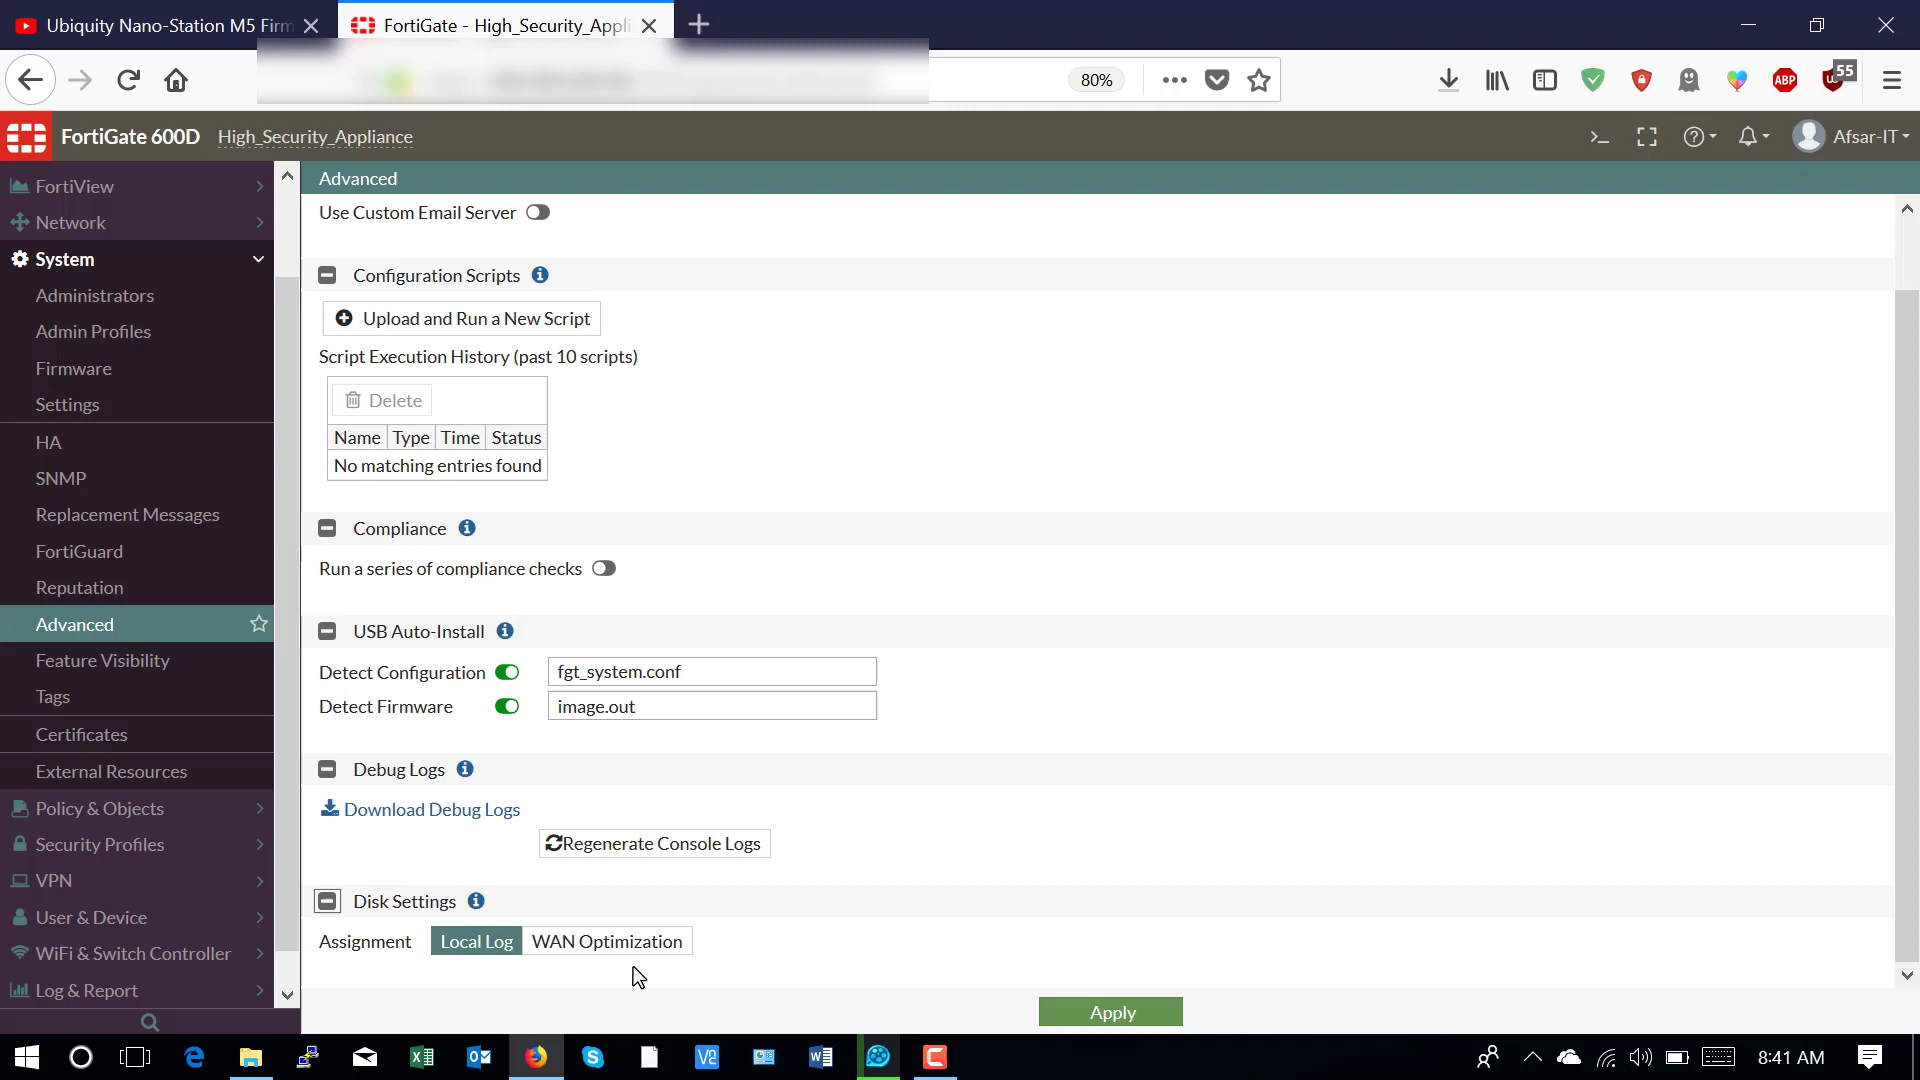 Ubiquity Nano-Station M5 Firm
FortiGate - High_Security_Appli
80%
ABP
55
FortiGate 600D High_Security_Appliance
Afsar-IT
FortiView
Network
System
Administrators
Admin Profiles
Firmware
Settings
HA
SNMP
Replacement Messages
FortiGuard
Reputation
Advanced
Feature Visibility
Tags
Certificates
External Resources
Policy & Objects
Security Profiles
VPN
User & Device
WiFi & Switch Controller
Log & Report
Advanced
Use Custom Email Server
Configuration Scripts
Upload and Run a New Script
Script Execution History (past 10 scripts)
Delete
Name Type Time Status
No matching entries found
Compliance
Run a series of compliance checks
USB Auto-Install
Detect Configuration fgt_system.conf
Detect Firmware image.out
Debug Logs
Download Debug Logs
Regenerate Console Logs
Disk Settings
Assignment Local Log WAN Optimization
Apply
8:41 AM